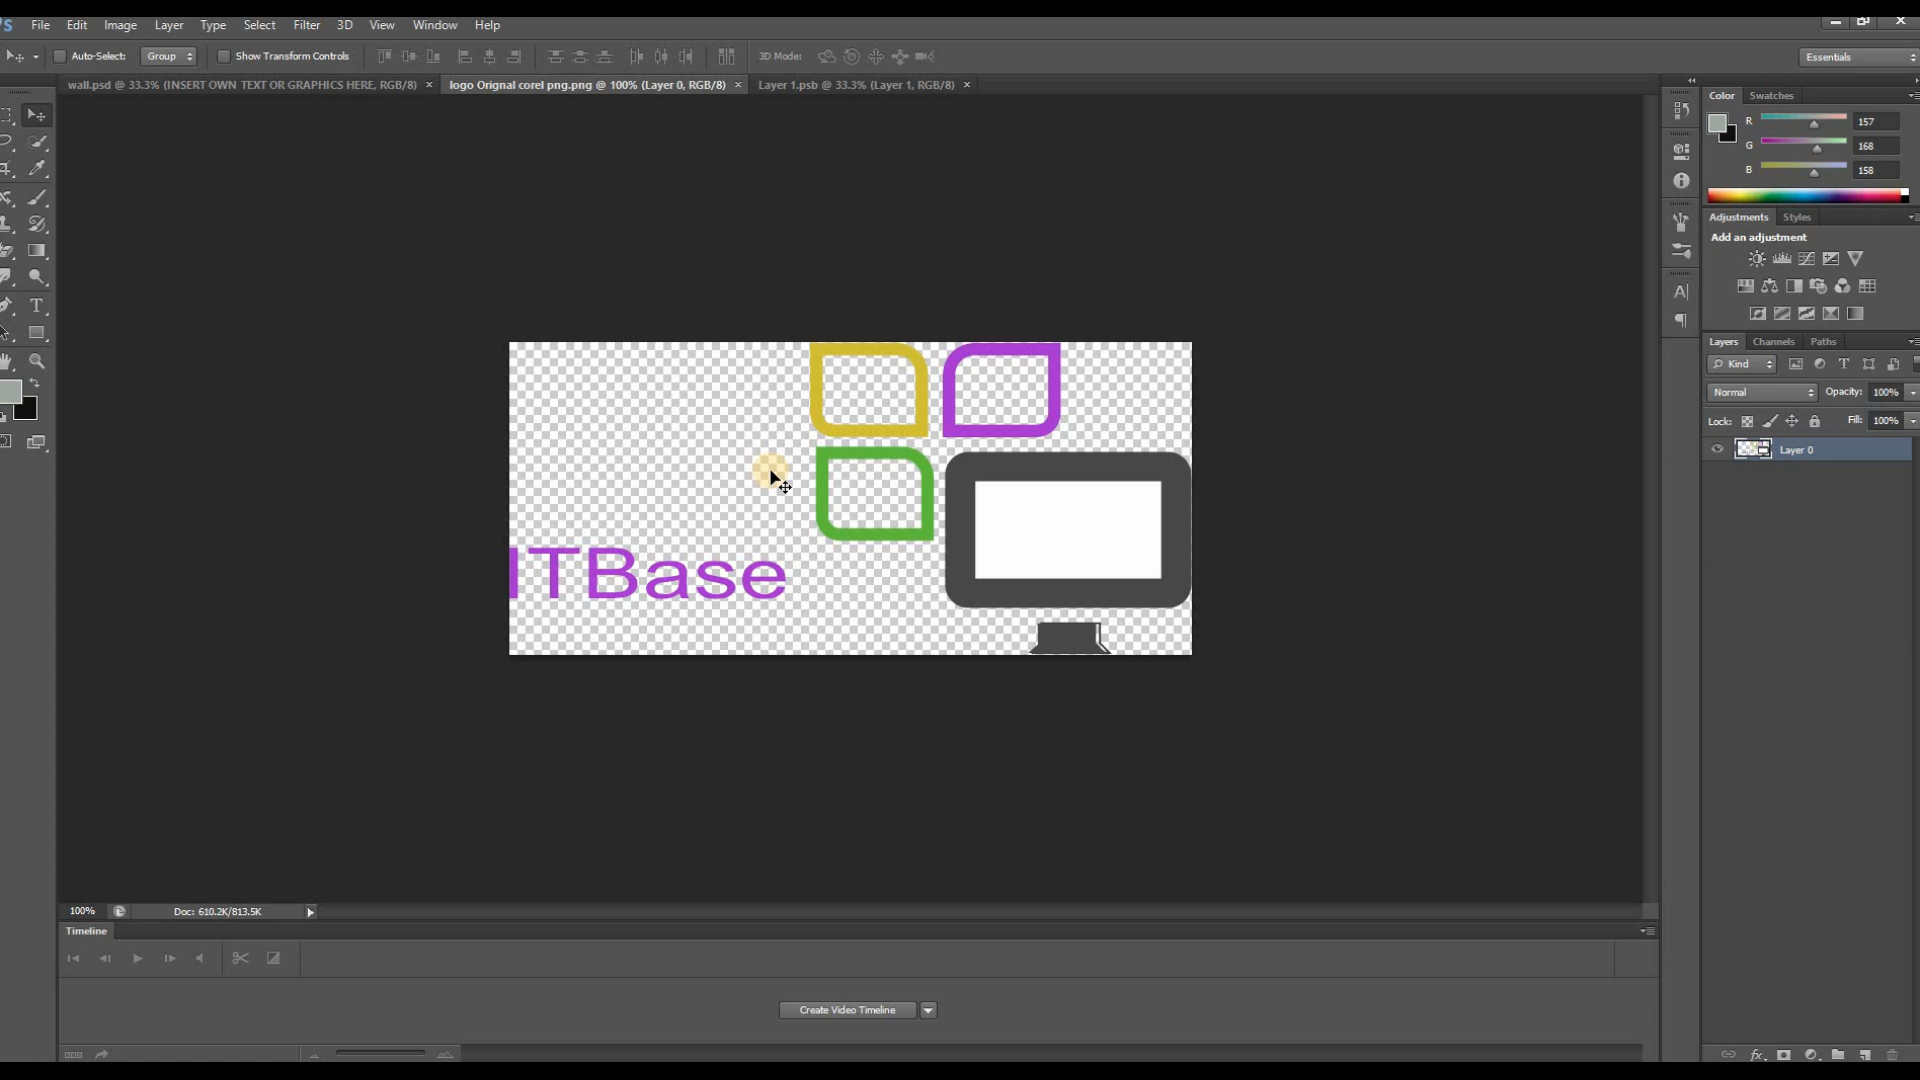 File Edit Image Layer Type Select Filter 3D View Window Help
Auto-Select: Group Show Transform Controls 3D Mode: Essentials
wall.psd @ 33.3% (INSERT OWN TEXT OR GRAPHICS HERE, RGB/8) × logo Orignal corel png.png @ 100% (Layer 0, RGB/8) × Layer 1.psb @ 33.3% (Layer 1, RGB/8) ×
Color Swatches
R 157
G 168
B 158
Adjustments Styles
Add an adjustment
Layers Channels Paths
Kind
Normal Opacity: 100%
Lock: Fill: 100%
Layer 0
ITBase
100% Doc: 610.2K/813.5K
Timeline
Create Video Timeline